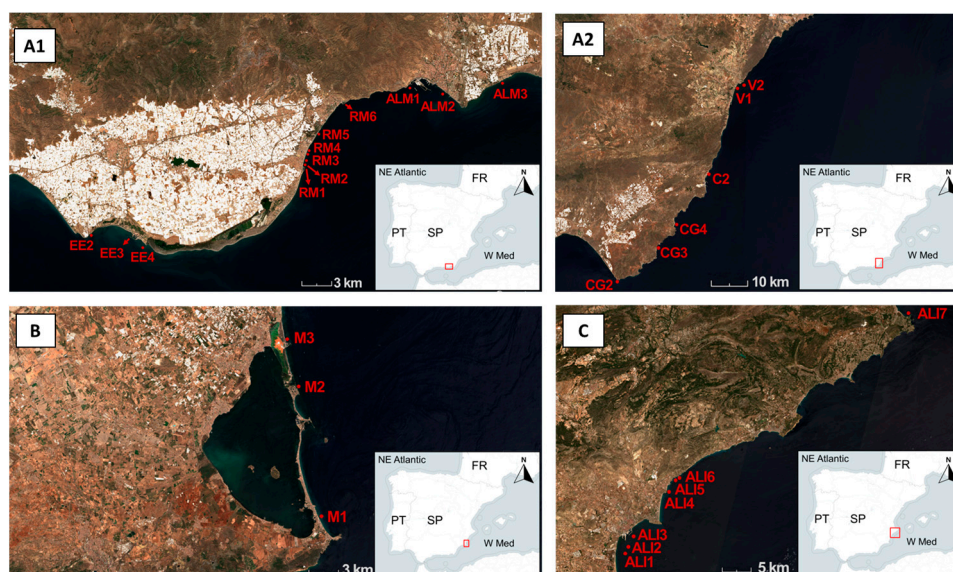 A1
ALM1
ALM2
ALM3
RM6
RM5
RM4
RM3
RM2
RM1
EE2
EE3
EE4
3 km
NE Atlantic
FR
N
PT
SP
W Med
A2
V2
V1
C2
CG4
CG3
CG2
10 km
NE Atlantic
FR
N
PT
SP
W Med
B
M3
M2
M1
3 km
NE Atlantic
FR
N
PT
SP
W Med
C
ALI7
ALI6
ALI5
ALI4
ALI3
ALI2
ALI1
5 km
NE Atlantic
FR
N
PT
SP
W Med